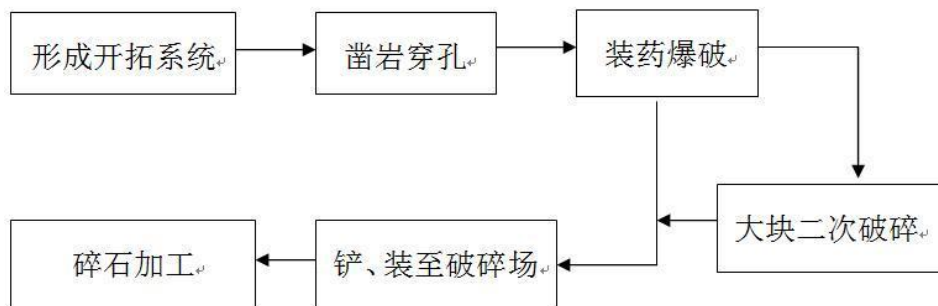 形成开拓系统
凿岩穿孔
装药爆破
大块二次破碎
铲、装至破碎场
碎石加工